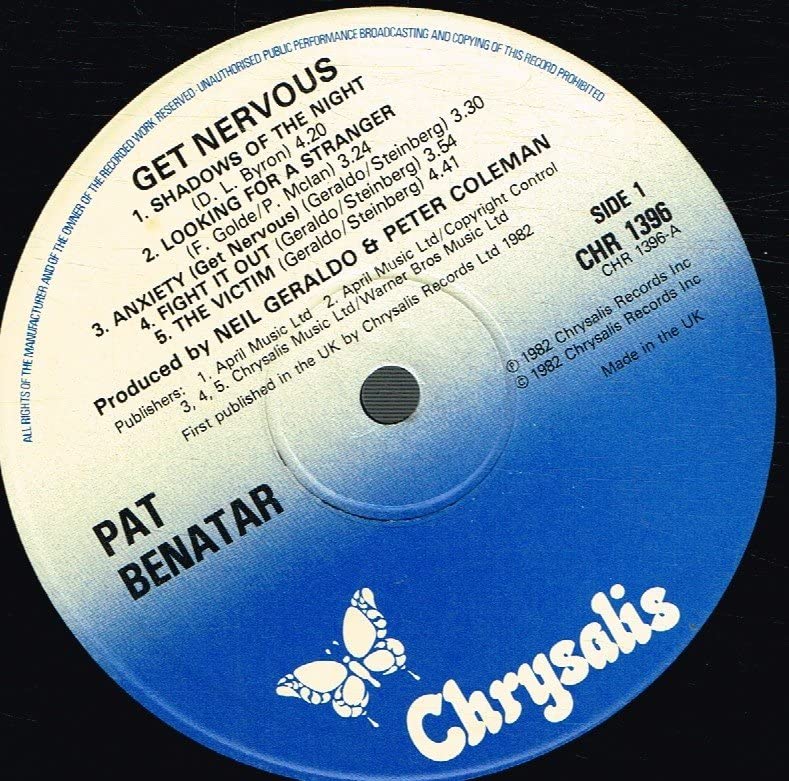 ALL RIGHTS OF THE MANUFACTURER AND OF THE OWNER OF THE RECORDED WORK RESERVED · UNAUTHORISED PUBLIC PERFORMANCE BROADCASTING AND COPYING OF THIS RECORD PROHIBITED
GET NERVOUS
1. SHADOWS OF THE NIGHT
(D. L. Byron) 4.20
2. LOOKING FOR A STRANGER
(F. Golde/P. McIan) 3.24
3. ANXIETY (Get Nervous) (Geraldo/Steinberg) 3.30
4. FIGHT IT OUT (Geraldo/Steinberg) 3.54
5. THE VICTIM (Geraldo/Steinberg) 4.41
Produced by NEIL GERALDO & PETER COLEMAN
Publishers: 1. April Music Ltd 2. April Music Ltd/Copyright Control
3, 4, 5. Chrysalis Music Ltd/Warner Bros Music Ltd
First published in the UK by Chrysalis Records Ltd 1982
SIDE 1
CHR 1396
CHR 1396-A
℗ 1982 Chrysalis Records Inc
© 1982 Chrysalis Records Inc
Made in the UK
PAT
BENATAR
Chrysalis